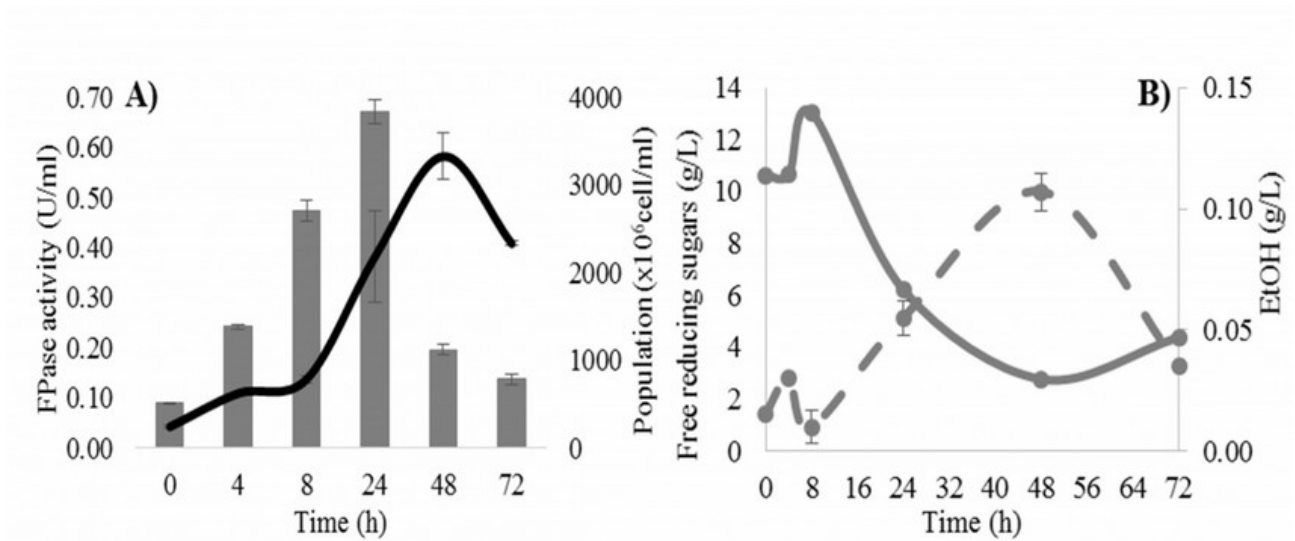 A)
FPase activity (U/ml)
0.70
0.60
0.50
0.40
0.30
0.20
0.10
0.00
0 4 8 24 48 72
Time (h)
4000
3000
2000
1000
0
Population (x10⁶cell/ml)
B)
Free reducing sugars (g/L)
14
12
10
8
6
4
2
0
0 8 16 24 32 40 48 56 64 72
Time (h)
0.15
0.10
0.05
0.00
EtOH (g/L)